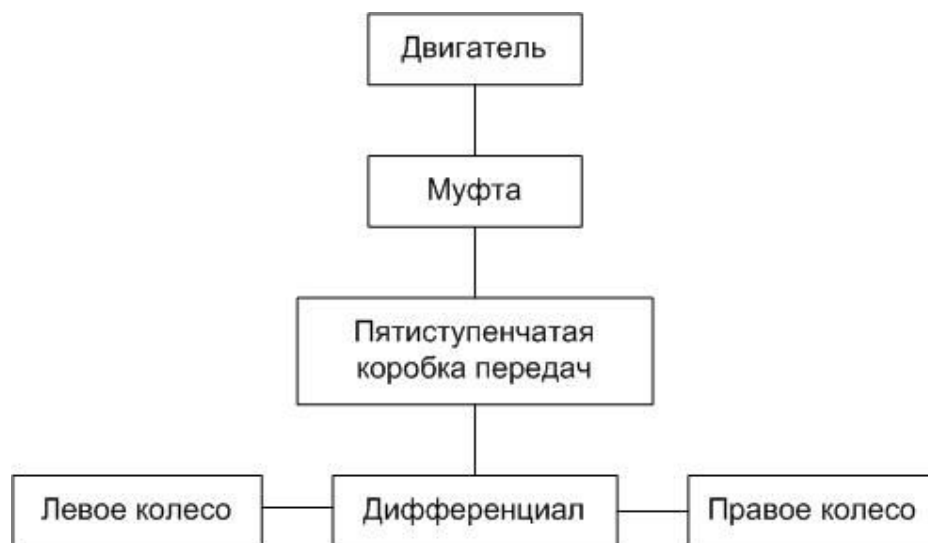 Двигатель
Муфта
Пятиступенчатая
коробка передач
Левое колесо
Дифференциал
Правое колесо